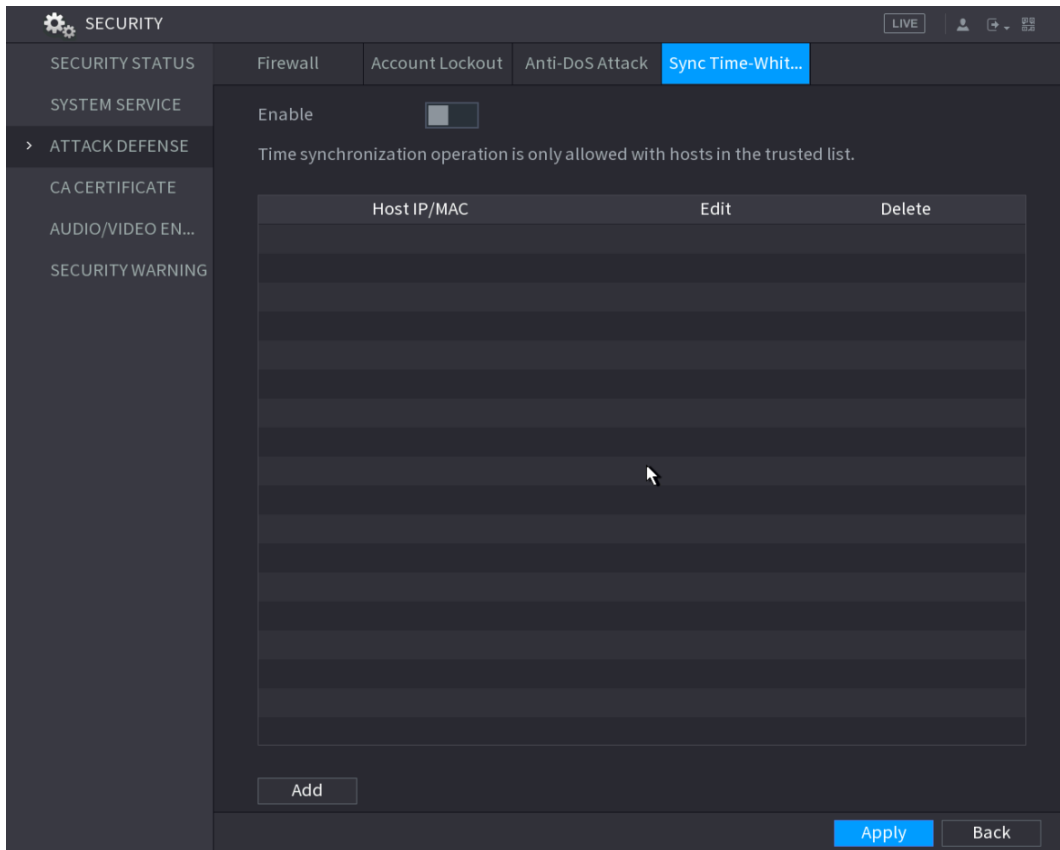 SECURITY
LIVE
SECURITY STATUS
SYSTEM SERVICE
ATTACK DEFENSE
CA CERTIFICATE
AUDIO/VIDEO EN...
SECURITY WARNING
Firewall
Account Lockout
Anti-DoS Attack
Sync Time-Whit...
Enable
Time synchronization operation is only allowed with hosts in the trusted list.
Host IP/MAC Edit Delete
Add
Apply
Back